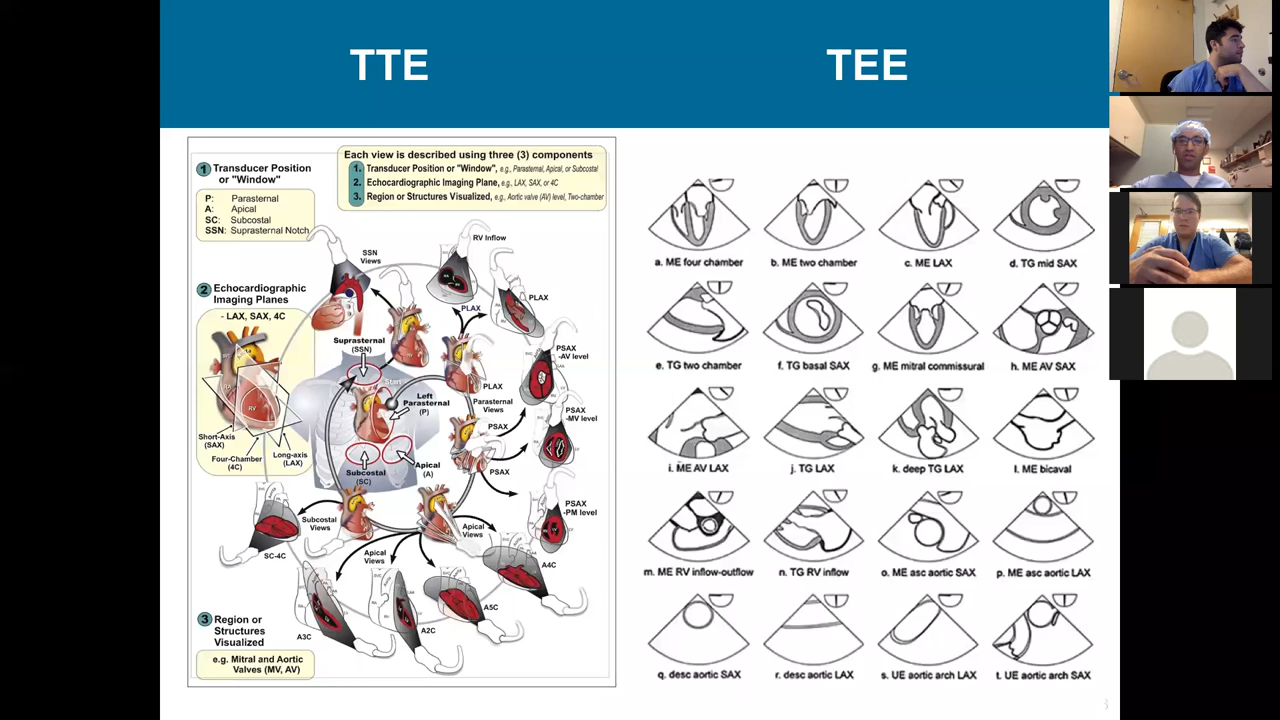 TTE
TEE
1 Transducer Position
or "Window"
P: Parasternal
A: Apical
SC: Subcostal
SSN: Suprasternal Notch
Each view is described using three (3) components
1. Transducer Position or "Window", e.g., Parasternal, Apical, or Subcostal
2. Echocardiographic Imaging Plane, e.g., LAX, SAX, or 4C
3. Region or Structures Visualized, e.g., Aortic valve (AV) level, Two-chamber
2 Echocardiographic
Imaging Planes
- LAX, SAX, 4C
RA
RV
Short-Axis
(SAX)
Four-Chamber
(4C)
Long-axis
(LAX)
SSN
Views
RV Inflow
PLAX
PLAX
Suprasternal
(SSN)
Start
Left
Parasternal
(P)
PLAX
Parasternal
Views
PSAX
PSAX
PSAX
-AV level
PSAX
-MV level
PSAX
-PM level
Subcostal
(SC)
Apical
(A)
Subcostal
Views
SC-4C
Apical
Views
Apical
Views
A4C
A5C
A2C
A3C
3 Region or
Structures
Visualized
e.g. Mitral and Aortic
Valves (MV, AV)
a. ME four chamber
b. ME two chamber
c. ME LAX
d. TG mid SAX
e. TG two chamber
f. TG basal SAX
g. ME mitral commissural
h. ME AV SAX
i. ME AV LAX
j. TG LAX
k. deep TG LAX
l. ME bicaval
m. ME RV inflow-outflow
n. TG RV inflow
o. ME asc aortic SAX
p. ME asc aortic LAX
q. desc aortic SAX
r. desc aortic LAX
s. UE aortic arch LAX
t. UE aortic arch SAX